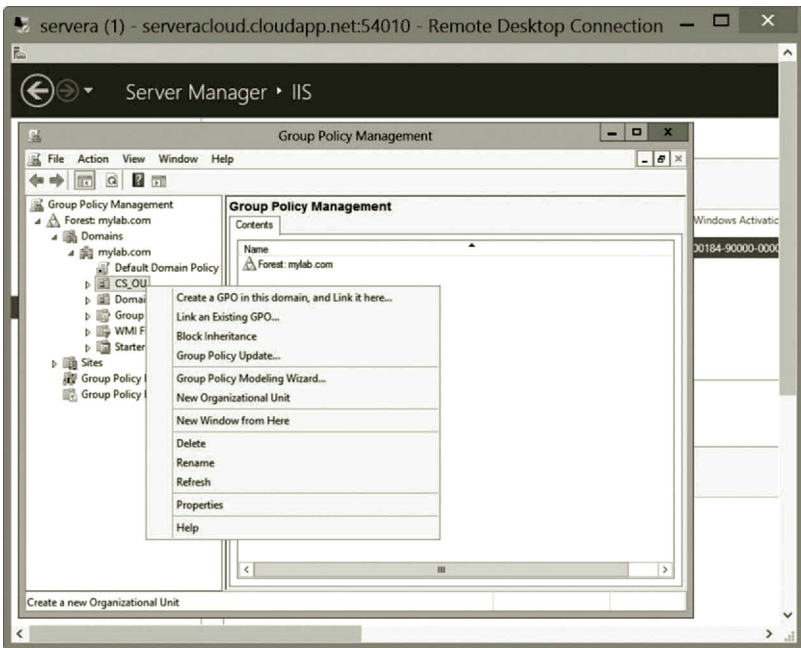 servera (1) - serveracloud.cloudapp.net:54010 - Remote Desktop Connection
Server Manager • IIS
Group Policy Management
File Action View Window Help
Group Policy Management
Forest: mylab.com
Domains
mylab.com
Default Domain Policy
CS_OU
Domai
Group
WMI F
Starter
Sites
Group Policy
Group Policy
Group Policy Management
Contents
Name
Forest: mylab.com
Create a GPO in this domain, and Link it here...
Link an Existing GPO...
Block Inheritance
Group Policy Update...
Group Policy Modeling Wizard...
New Organizational Unit
New Window from Here
Delete
Rename
Refresh
Properties
Help
Create a new Organizational Unit
Windows Activatio
00184-90000-0000